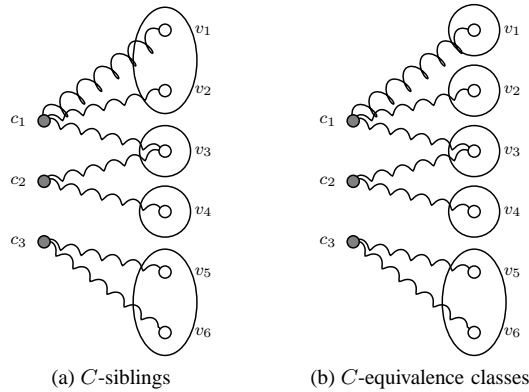 v1
v2
c1
v3
c2
v4
c3
v5
v6
(a) C-siblings
v1
v2
c1
v3
c2
v4
c3
v5
v6
(b) C-equivalence classes